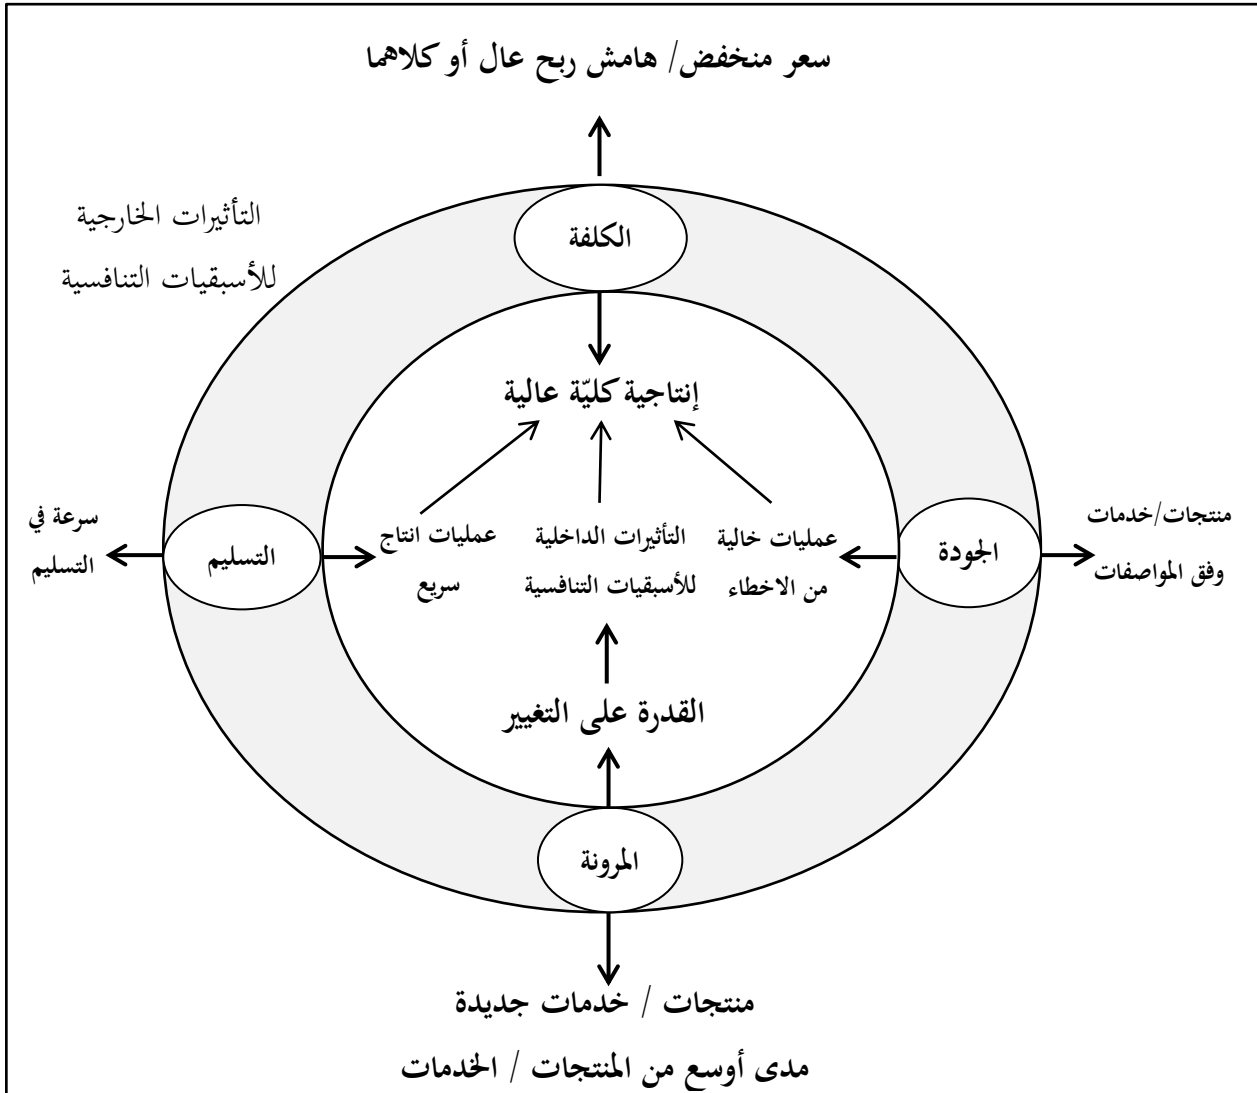 سعر منخفض/ هامش ربح عال أو كلاهما
التأثيرات الخارجية
للأسبقيات التنافسية
الكلفة
إنتاجية كليّة عالية
منتجات/خدمات
وفق المواصفات
الجودة
عمليات خالية
من الاخطاء
التأثيرات الداخلية
للأسبقيات التنافسية
عمليات انتاج
سريع
التسليم
سرعة في
التسليم
القدرة على التغيير
المرونة
منتجات / خدمات جديدة
مدى أوسع من المنتجات / الخدمات